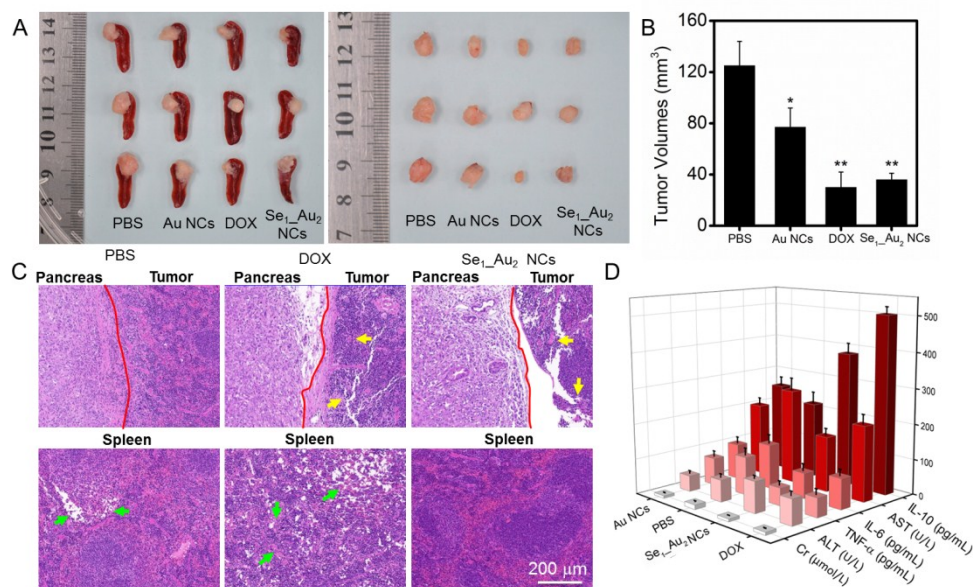 A
14
13
12
11
10
9
8
PBS
Au NCs
DOX
Se₁_Au₂
NCs
13
12
11
10
9
8
7
PBS
Au NCs
DOX
Se₁_Au₂
NCs
B
Tumor Volumes (mm³)
160
120
80
40
0
*
**
**
PBS
Au NCs
DOX
Se₁_Au₂ NCs
C
PBS
DOX
Se₁_Au₂ NCs
Pancreas Tumor
Pancreas Tumor
Pancreas Tumor
Spleen
Spleen
Spleen
200 μm
D
500
400
300
200
100
0
Au NCs
PBS
Se₁_Au₂ NCs
DOX
IL-10 (pg/mL)
AST (U/L)
IL-6 (pg/mL)
TNF-α (pg/mL)
ALT (U/L)
Cr (μmol/L)